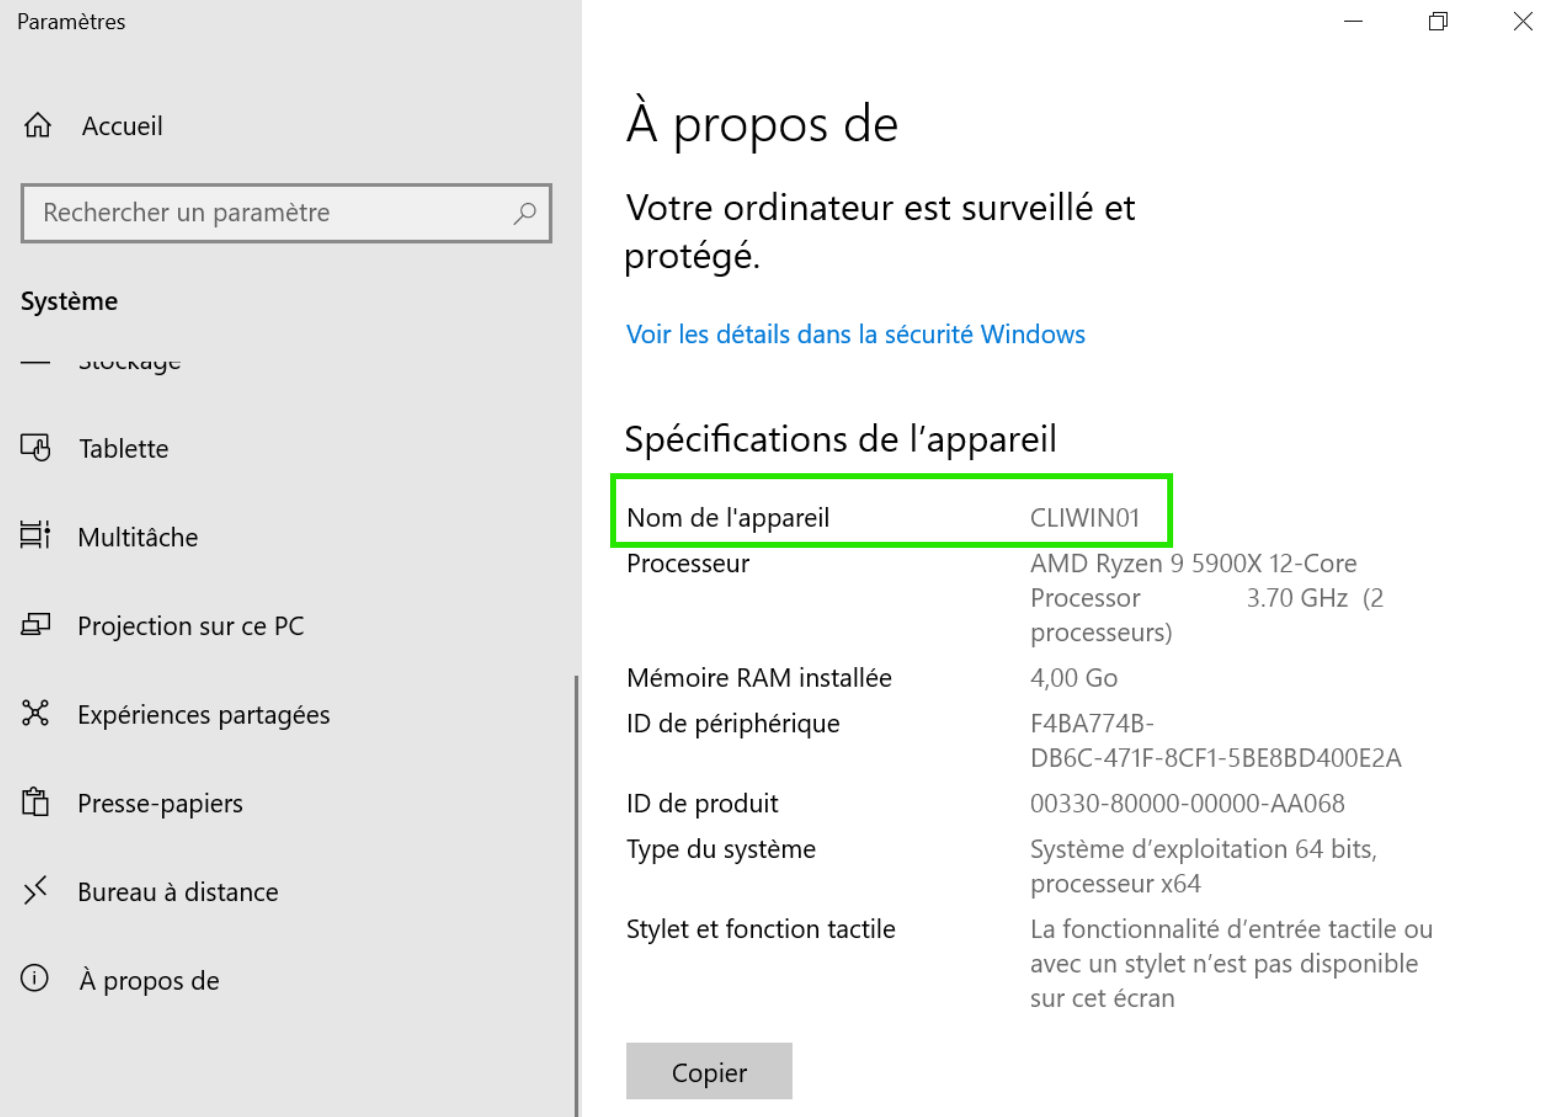 Paramètres
Accueil
Rechercher un paramètre
Système
Stockage
Tablette
Multitâche
Projection sur ce PC
Expériences partagées
Presse-papiers
Bureau à distance
À propos de
À propos de
Votre ordinateur est surveillé et
protégé.
Voir les détails dans la sécurité Windows
Spécifications de l'appareil
Nom de l'appareil CLIWIN01
Processeur AMD Ryzen 9 5900X 12-Core
Processor 3.70 GHz (2
processeurs)
Mémoire RAM installée 4,00 Go
ID de périphérique F4BA774B-
DB6C-471F-8CF1-5BE8BD400E2A
ID de produit 00330-80000-00000-AA068
Type du système Système d'exploitation 64 bits,
processeur x64
Stylet et fonction tactile La fonctionnalité d'entrée tactile ou
avec un stylet n'est pas disponible
sur cet écran
Copier